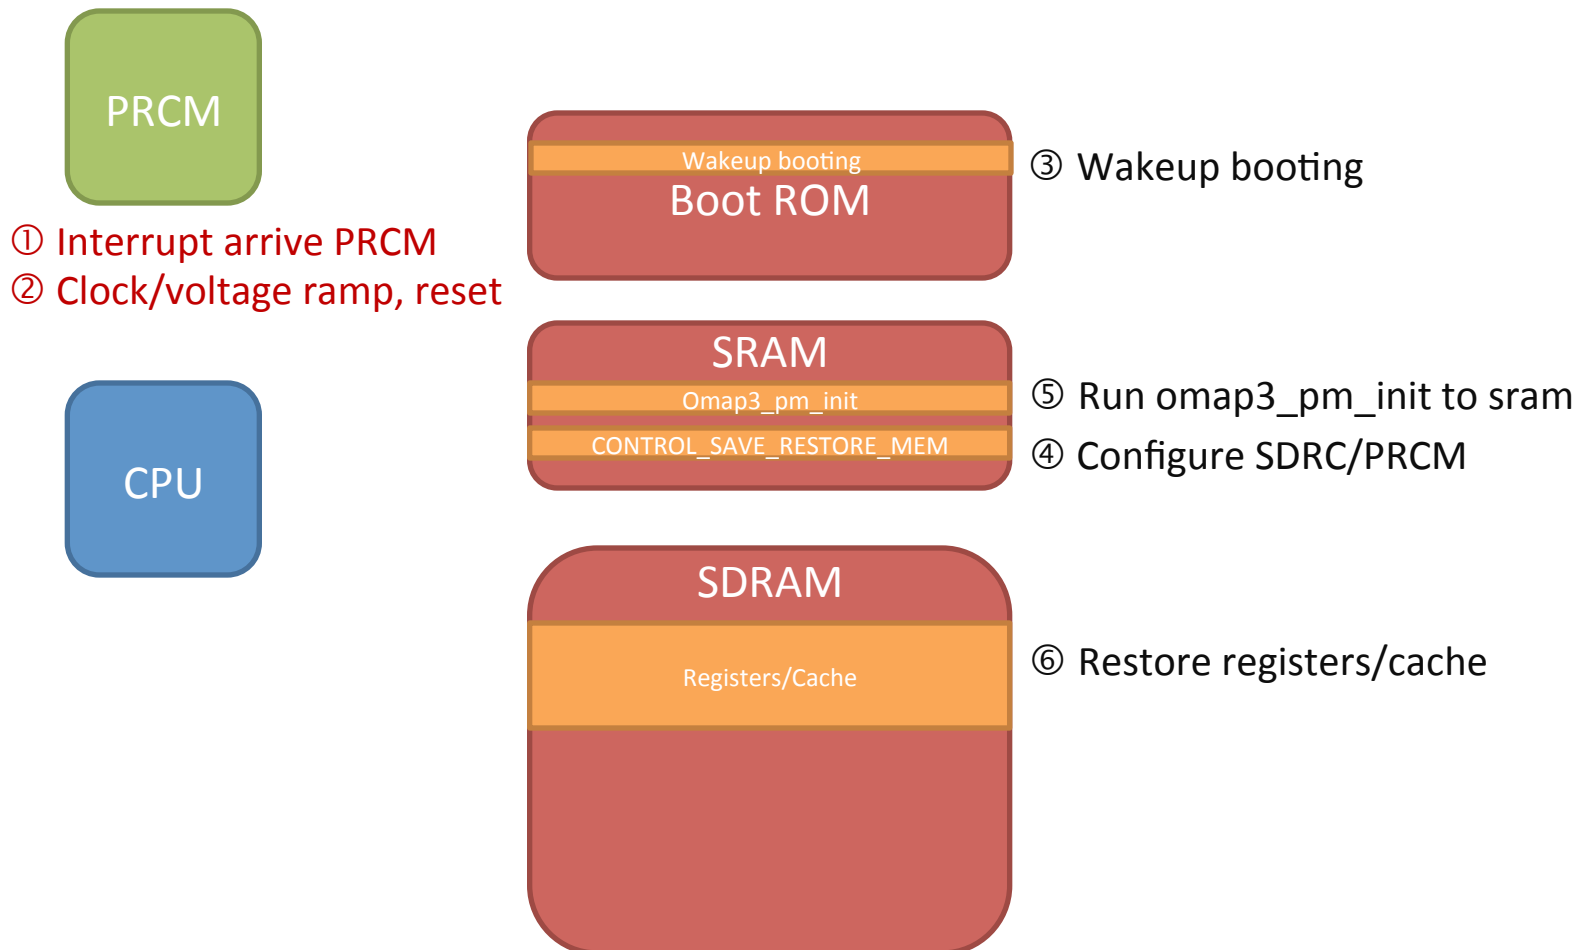 PRCM
① Interrupt arrive PRCM
② Clock/voltage ramp, reset
CPU
Wakeup booting
Boot ROM
③ Wakeup booting
SRAM
Omap3_pm_init
⑤ Run omap3_pm_init to sram
CONTROL_SAVE_RESTORE_MEM
④ Configure SDRC/PRCM
SDRAM
Registers/Cache
⑥ Restore registers/cache